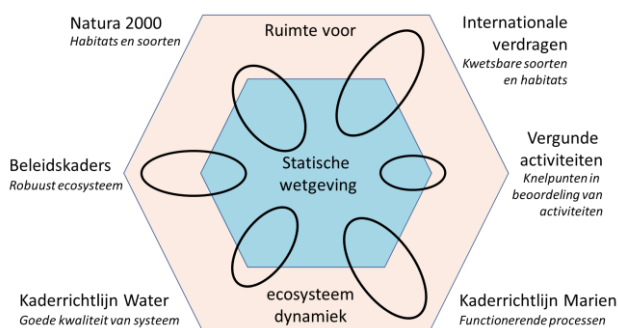 Natura 2000
Habitats en soorten
Ruimte voor
Internationale
verdragen
Kwetsbare soorten
en habitats
Beleidskaders
Robuust ecosysteem
Statische
wetgeving
Vergunde
activiteiten
Knelpunten in
beoordeling van
activiteiten
Kaderrichtlijn Water
Goede kwaliteit van systeem
ecosysteem
dynamiek
Kaderrichtlijn Marien
Functionerende processen